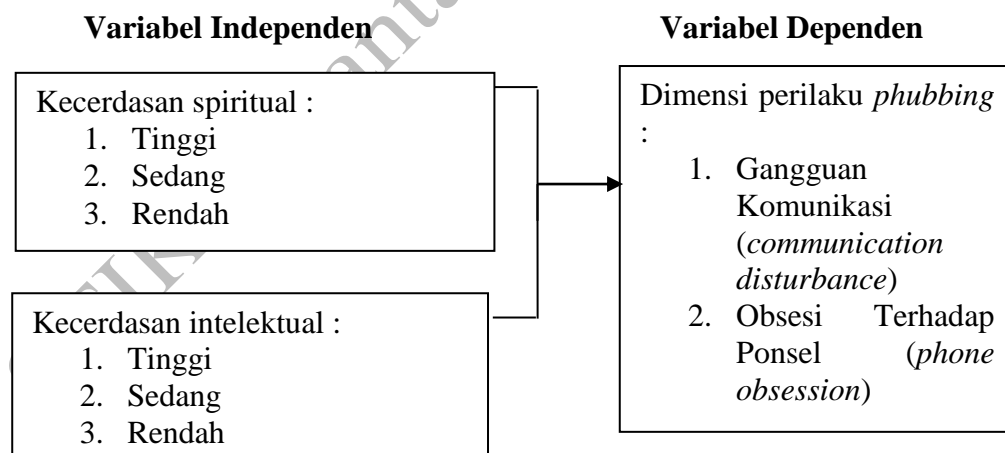 Variabel Independen
Variabel Dependen
Kecerdasan spiritual :
1. Tinggi
2. Sedang
3. Rendah
Kecerdasan intelektual :
1. Tinggi
2. Sedang
3. Rendah
Dimensi perilaku phubbing
:
1. Gangguan
Komunikasi
(communication
disturbance)
2. Obsesi Terhadap
Ponsel (phone
obsession)